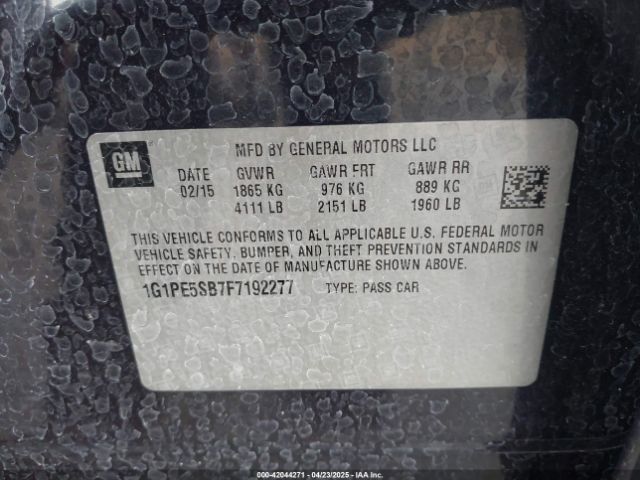 GM
MFD BY GENERAL MOTORS LLC
DATE GVWR GAWR FRT GAWR RR
02/15 1865 KG 976 KG 889 KG
4111 LB 2151 LB 1960 LB
THIS VEHICLE CONFORMS TO ALL APPLICABLE U.S. FEDERAL MOTOR
VEHICLE SAFETY, BUMPER, AND THEFT PREVENTION STANDARDS IN
EFFECT ON THE DATE OF MANUFACTURE SHOWN ABOVE.
1G1PE5SB7F7192277 TYPE: PASS CAR
000-42044271 - 04/23/2025 - IAA Inc.